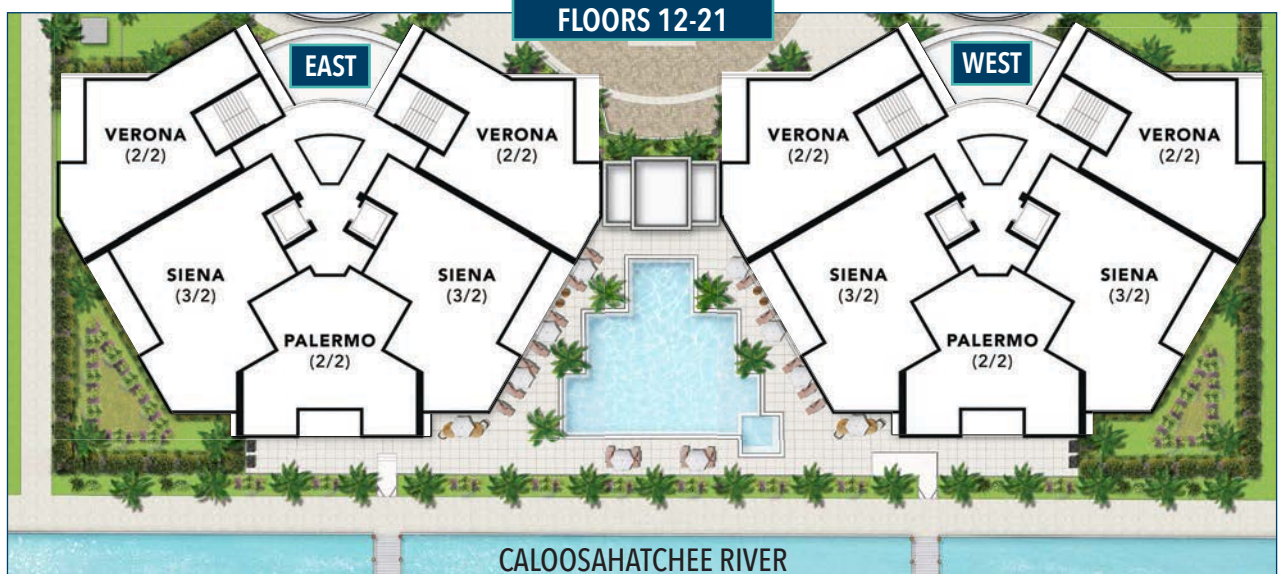 FLOORS 12-21
EAST
WEST
VERONA
(2/2)
VERONA
(2/2)
VERONA
(2/2)
VERONA
(2/2)
SIENA
(3/2)
SIENA
(3/2)
SIENA
(3/2)
SIENA
(3/2)
PALERMO
(2/2)
PALERMO
(2/2)
CALOOSAHATCHEE RIVER